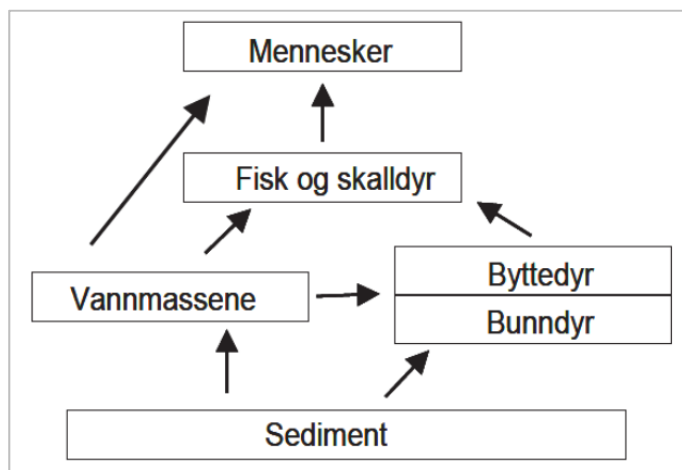 Mennesker
Fisk og skalldyr
Vannmassene
Byttedyr
Bunndyr
Sediment